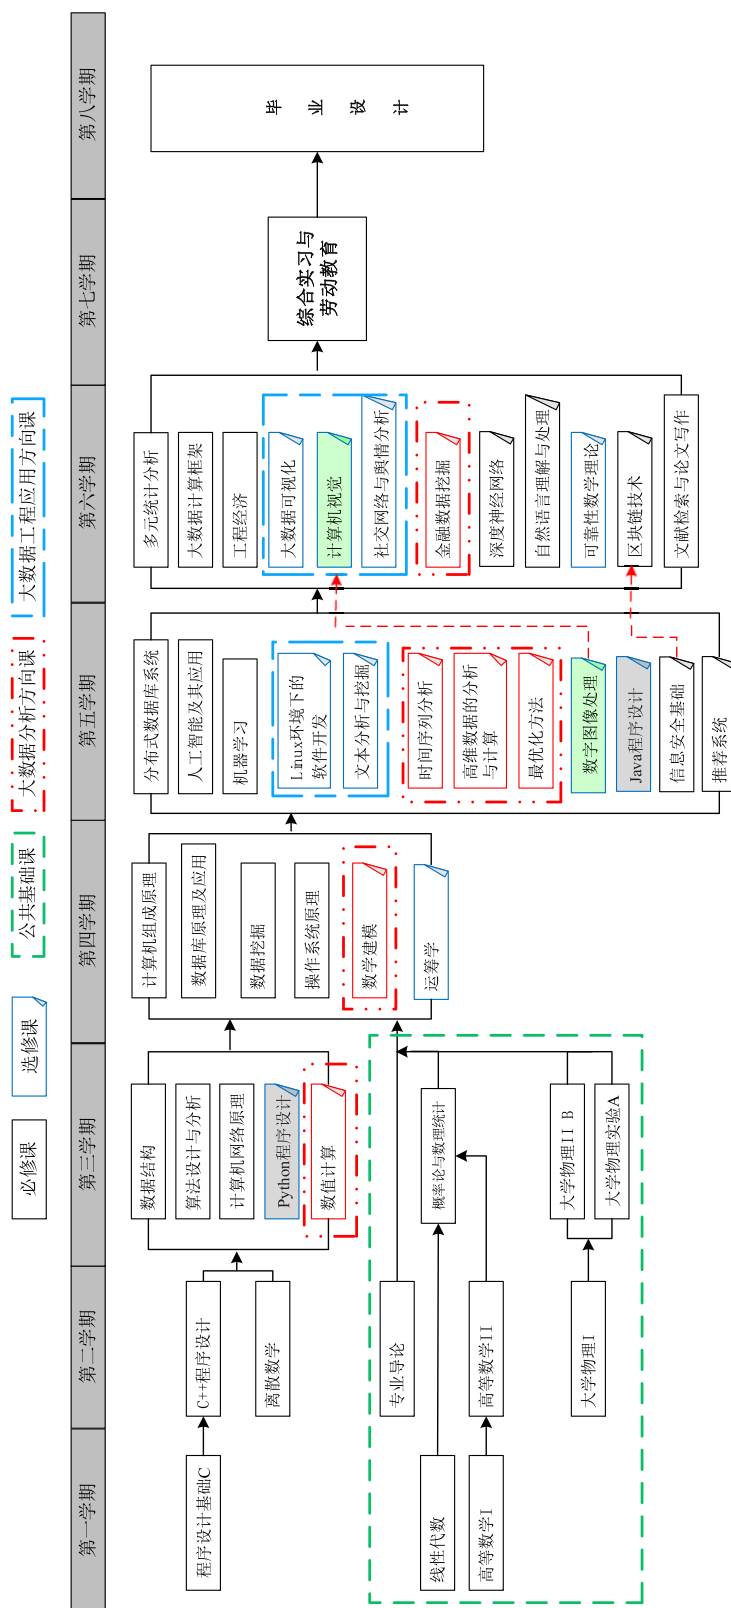 必修课
选修课
公共基础课
大数据分析方向课
大数据工程应用方向课
第一学期
第二学期
第三学期
第四学期
第五学期
第六学期
第七学期
第八学期
程序设计基础C
线性代数
高等数学I
C++程序设计
离散数学
专业导论
高等数学II
大学物理I
数据结构
算法设计与分析
计算机网络原理
Python程序设计
数值计算
概率论与数理统计
大学物理II B
大学物理实验A
计算机组成原理
数据库原理及应用
数据挖掘
操作系统原理
数学建模
运筹学
分布式数据库系统
人工智能及其应用
机器学习
Linux环境下的
软件开发
文本分析与挖掘
时间序列分析
高维数据的分析
与计算
最优化方法
数字图像处理
Java程序设计
信息安全基础
推荐系统
多元统计分析
大数据计算框架
工程经济
大数据可视化
计算机视觉
社交网络与舆情分析
金融数据挖掘
深度神经网络
自然语言理解与处理
可靠性数学理论
区块链技术
文献检索与论文写作
综合实习与
劳动教育
毕业设计